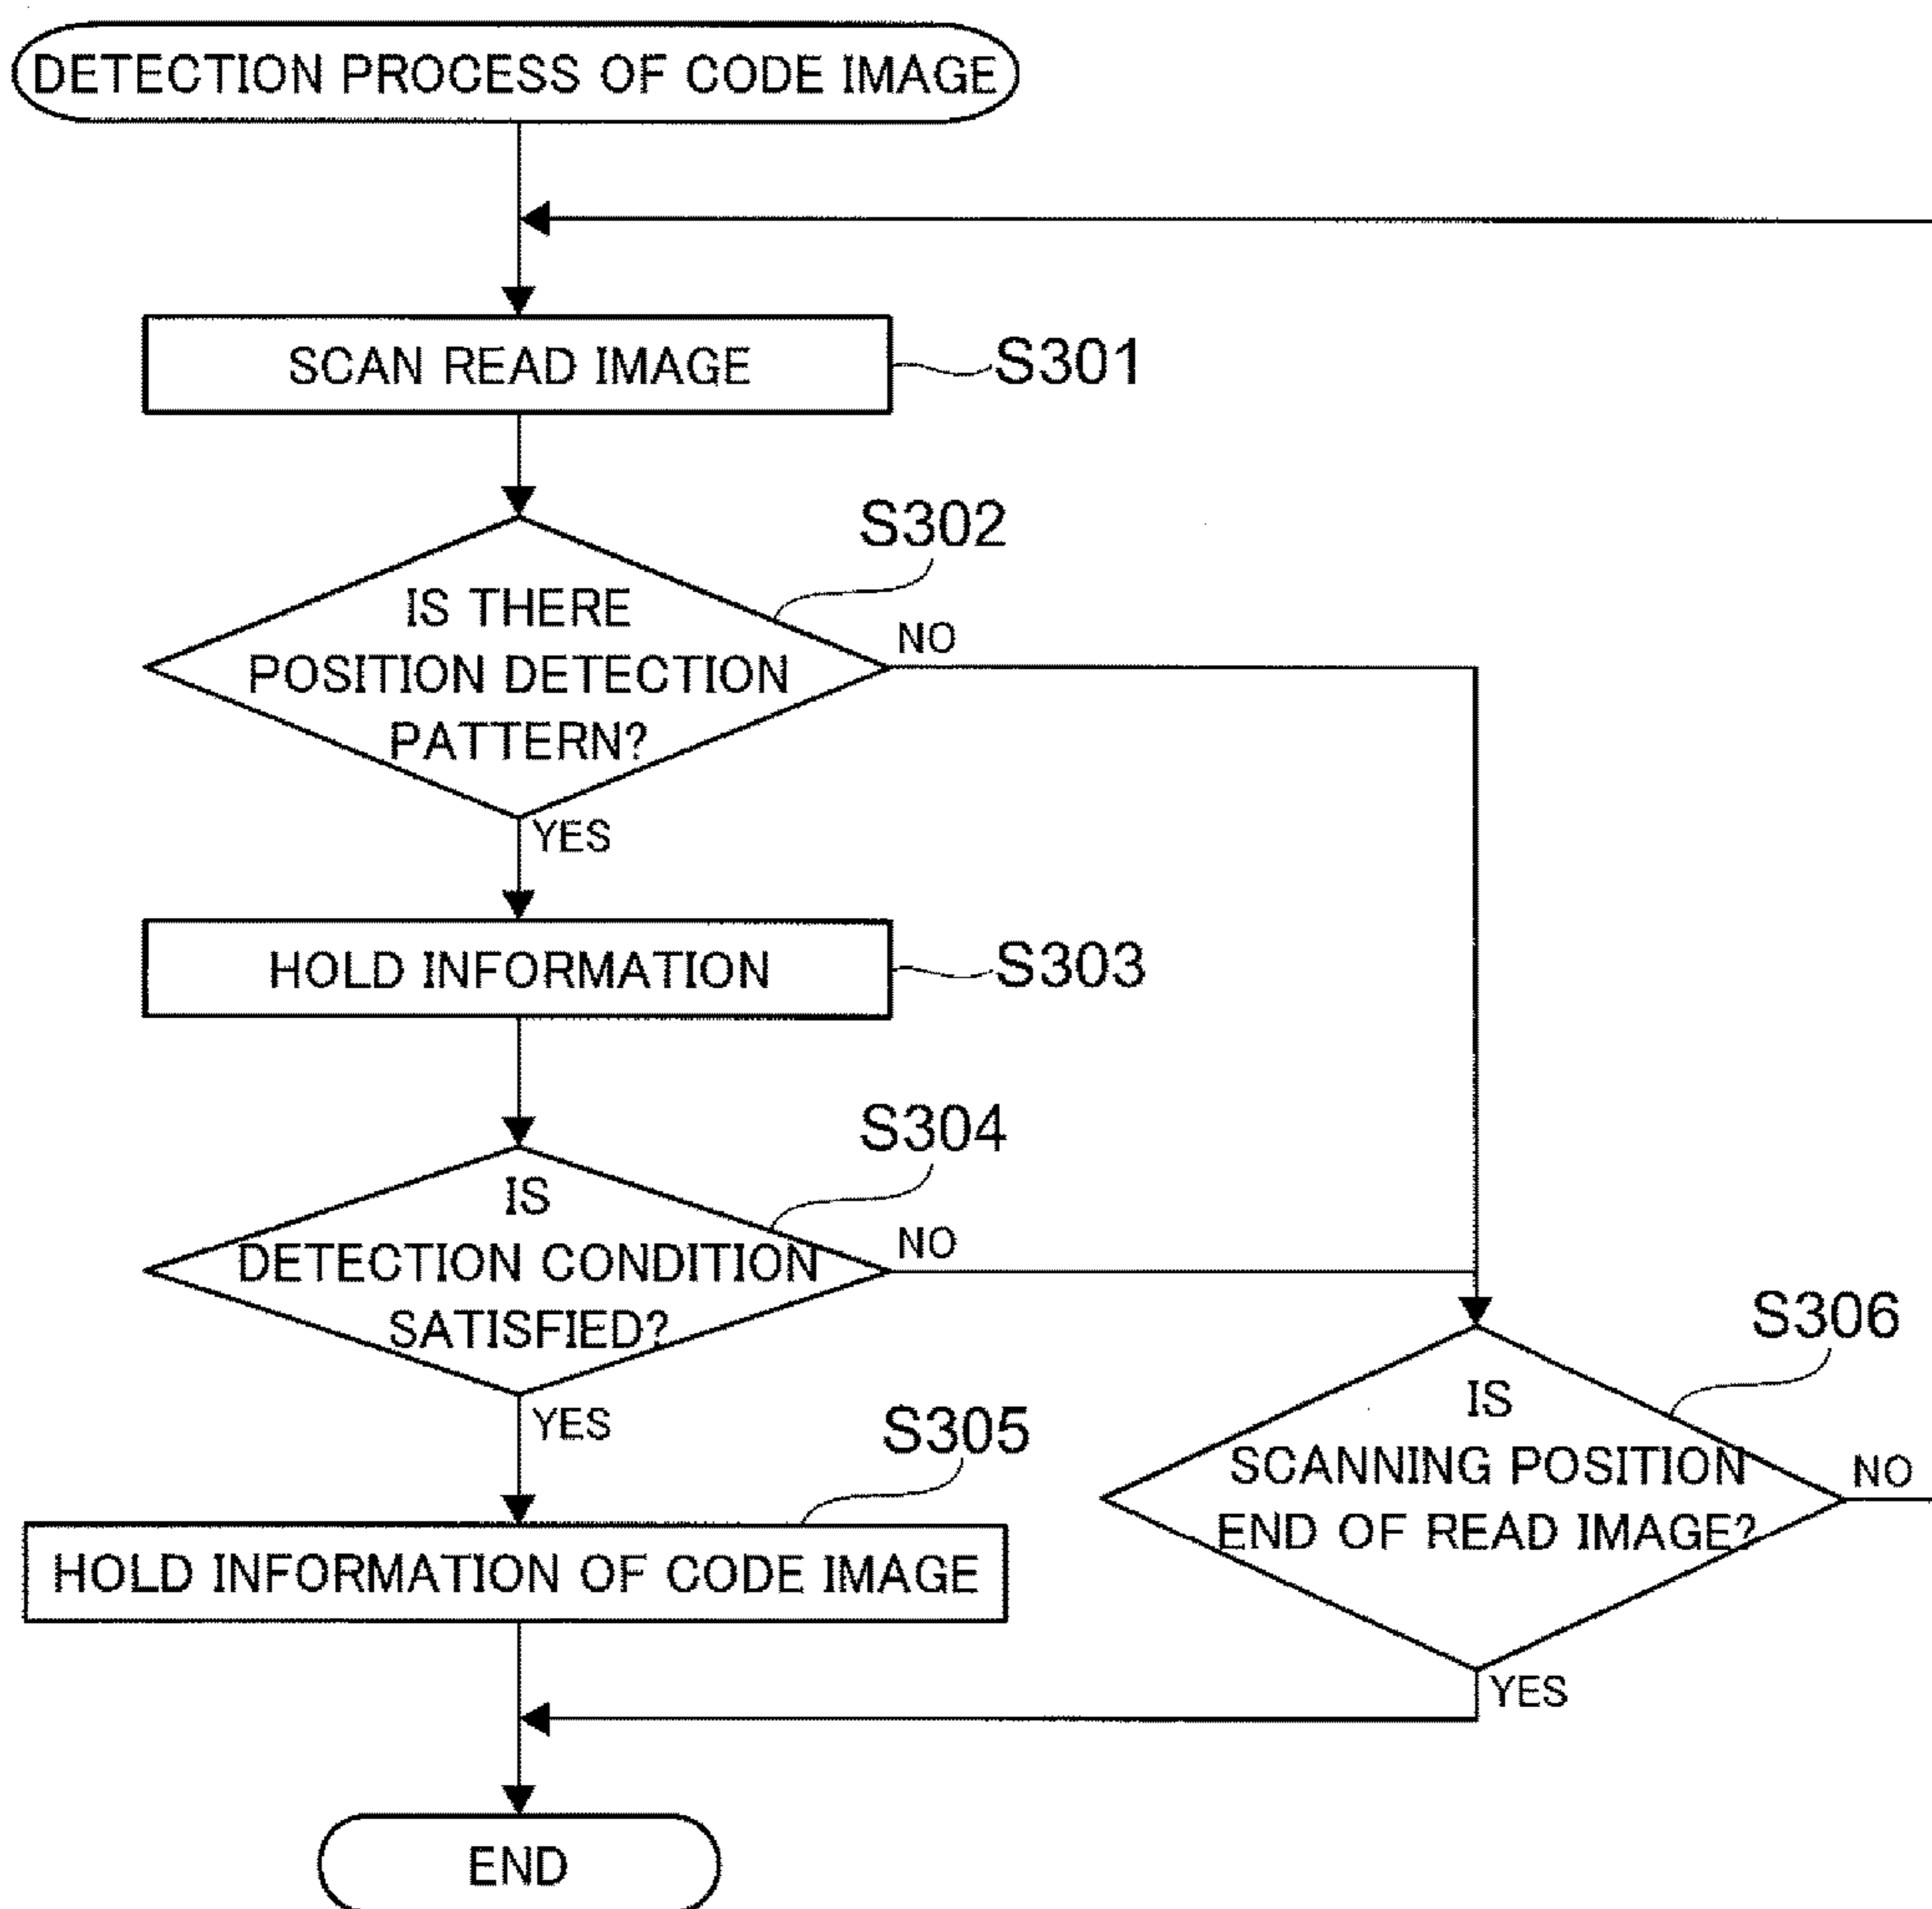 DETECTION PROCESS OF CODE IMAGE
SCAN READ IMAGE
S301
S302
IS THERE
POSITION DETECTION
PATTERN?
NO
YES
HOLD INFORMATION
S303
S304
IS
DETECTION CONDITION
SATISFIED?
NO
YES
S305
HOLD INFORMATION OF CODE IMAGE
S306
IS
SCANNING POSITION
END OF READ IMAGE?
NO
YES
END